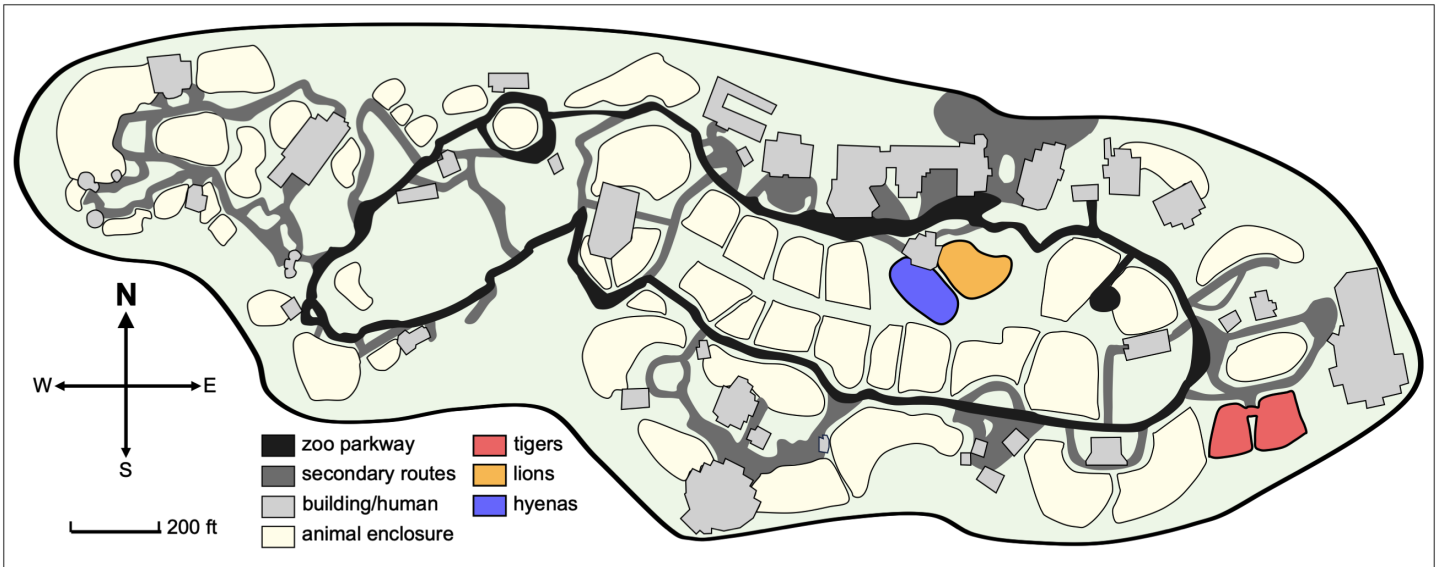 N
W E
S
zoo parkway
secondary routes
building/human
animal enclosure
tigers
lions
hyenas
200 ft